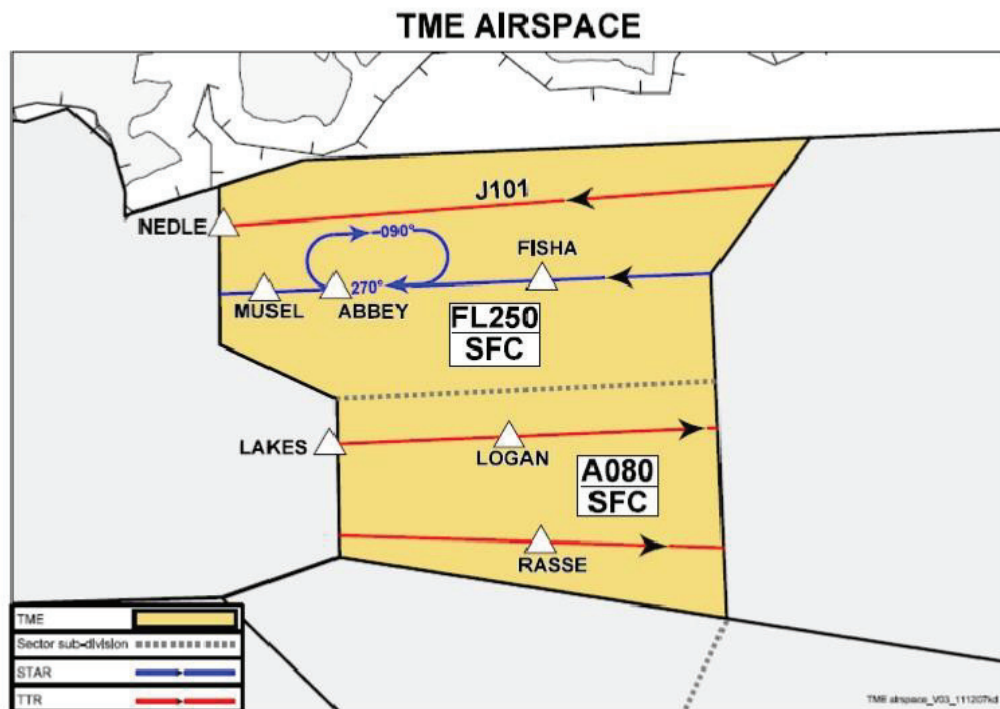 TME AIRSPACE
J101
NEDLE
090°
FISHA
270°
MUSEL
ABBEY
FL250
SFC
LAKES
LOGAN
A080
SFC
RASSE
TME
Sector sub-division
STAR
TTR
TME airspace_V03_111207kd